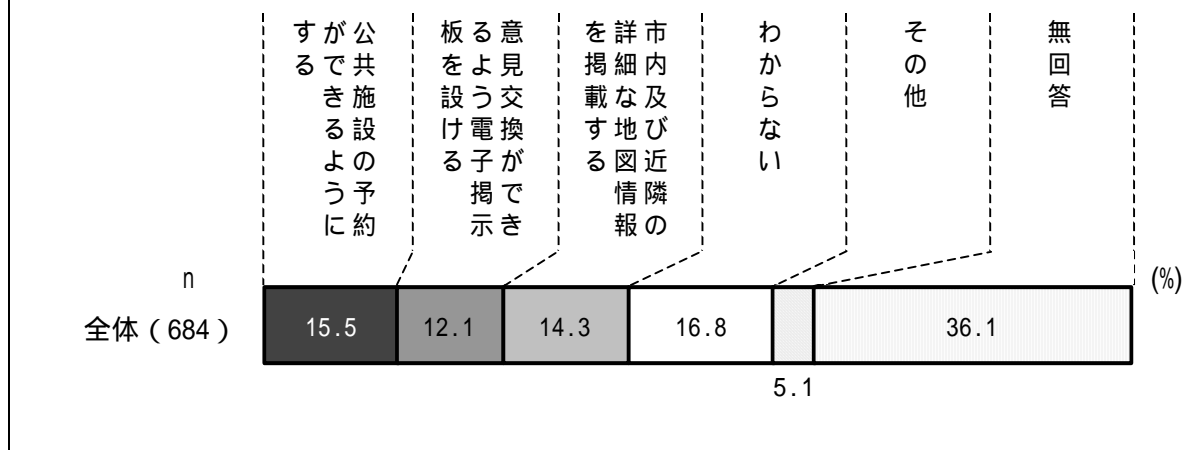 公共施設の予約
ができるように
する
意見交換ができ
るよう電子掲示
板を設ける
市内及び近隣の
詳細な地図情報
を掲載する
わからない
その他
無回答
n
(%)
全体（684）
15.5
12.1
14.3
16.8
36.1
5.1